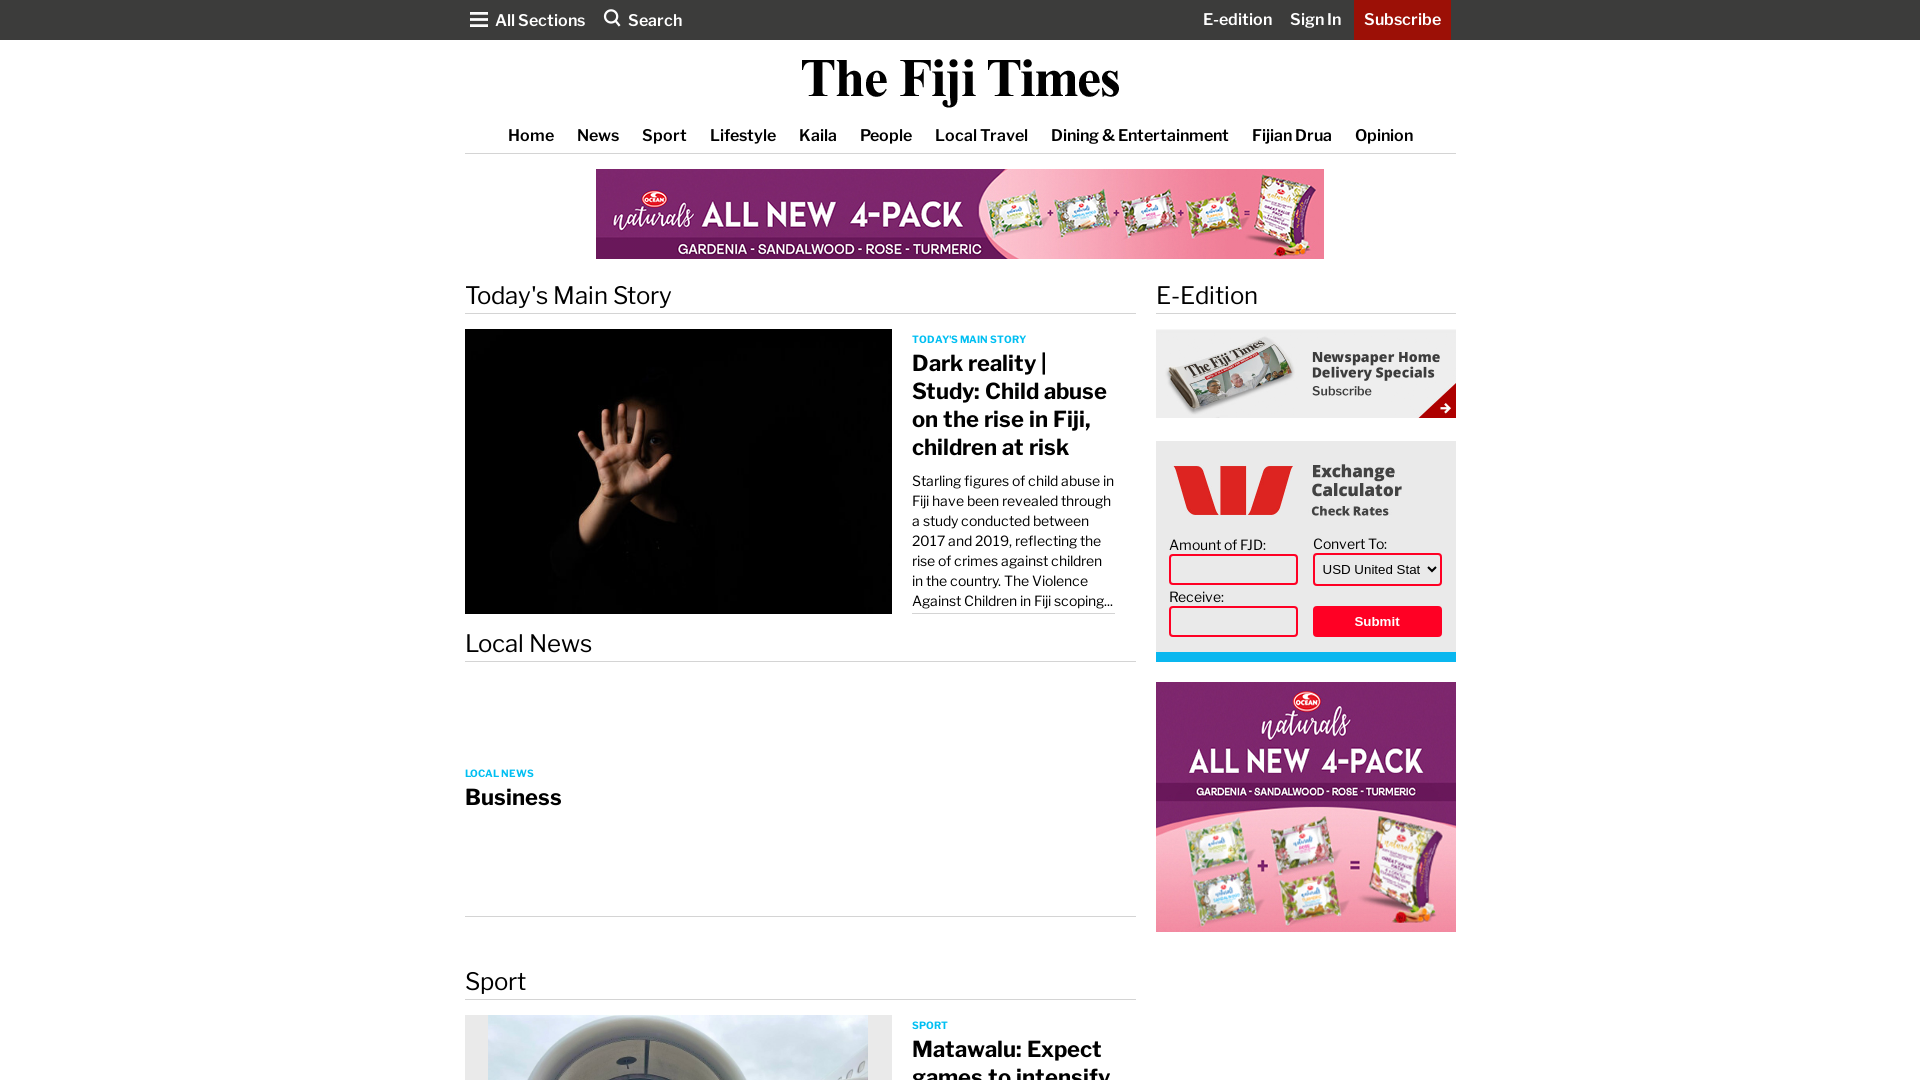 All Sections
Search
E-edition
Sign In
Subscribe
The Fiji Times
Home
News
Sport
Lifestyle
Kaila
People
Local Travel
Dining & Entertainment
Fijian Drua
Opinion
OCEAN
naturals ALL NEW 4-PACK
GARDENIA - SANDALWOOD - ROSE - TURMERIC
Today's Main Story
TODAY'S MAIN STORY
Dark reality |
Study: Child abuse
on the rise in Fiji,
children at risk
Starling figures of child abuse in
Fiji have been revealed through
a study conducted between
2017 and 2019, reflecting the
rise of crimes against children
in the country. The Violence
Against Children in Fiji scoping...
E-Edition
The Fiji Times
Newspaper Home
Delivery Specials
Subscribe
Exchange
Calculator
Check Rates
Amount of FJD:
Convert To:
USD United Stat
Receive:
Submit
Local News
LOCAL NEWS
Business
OCEAN
naturals
ALL NEW 4-PACK
GARDENIA - SANDALWOOD - ROSE - TURMERIC
+
=
Sport
SPORT
Matawalu: Expect
games to intensify